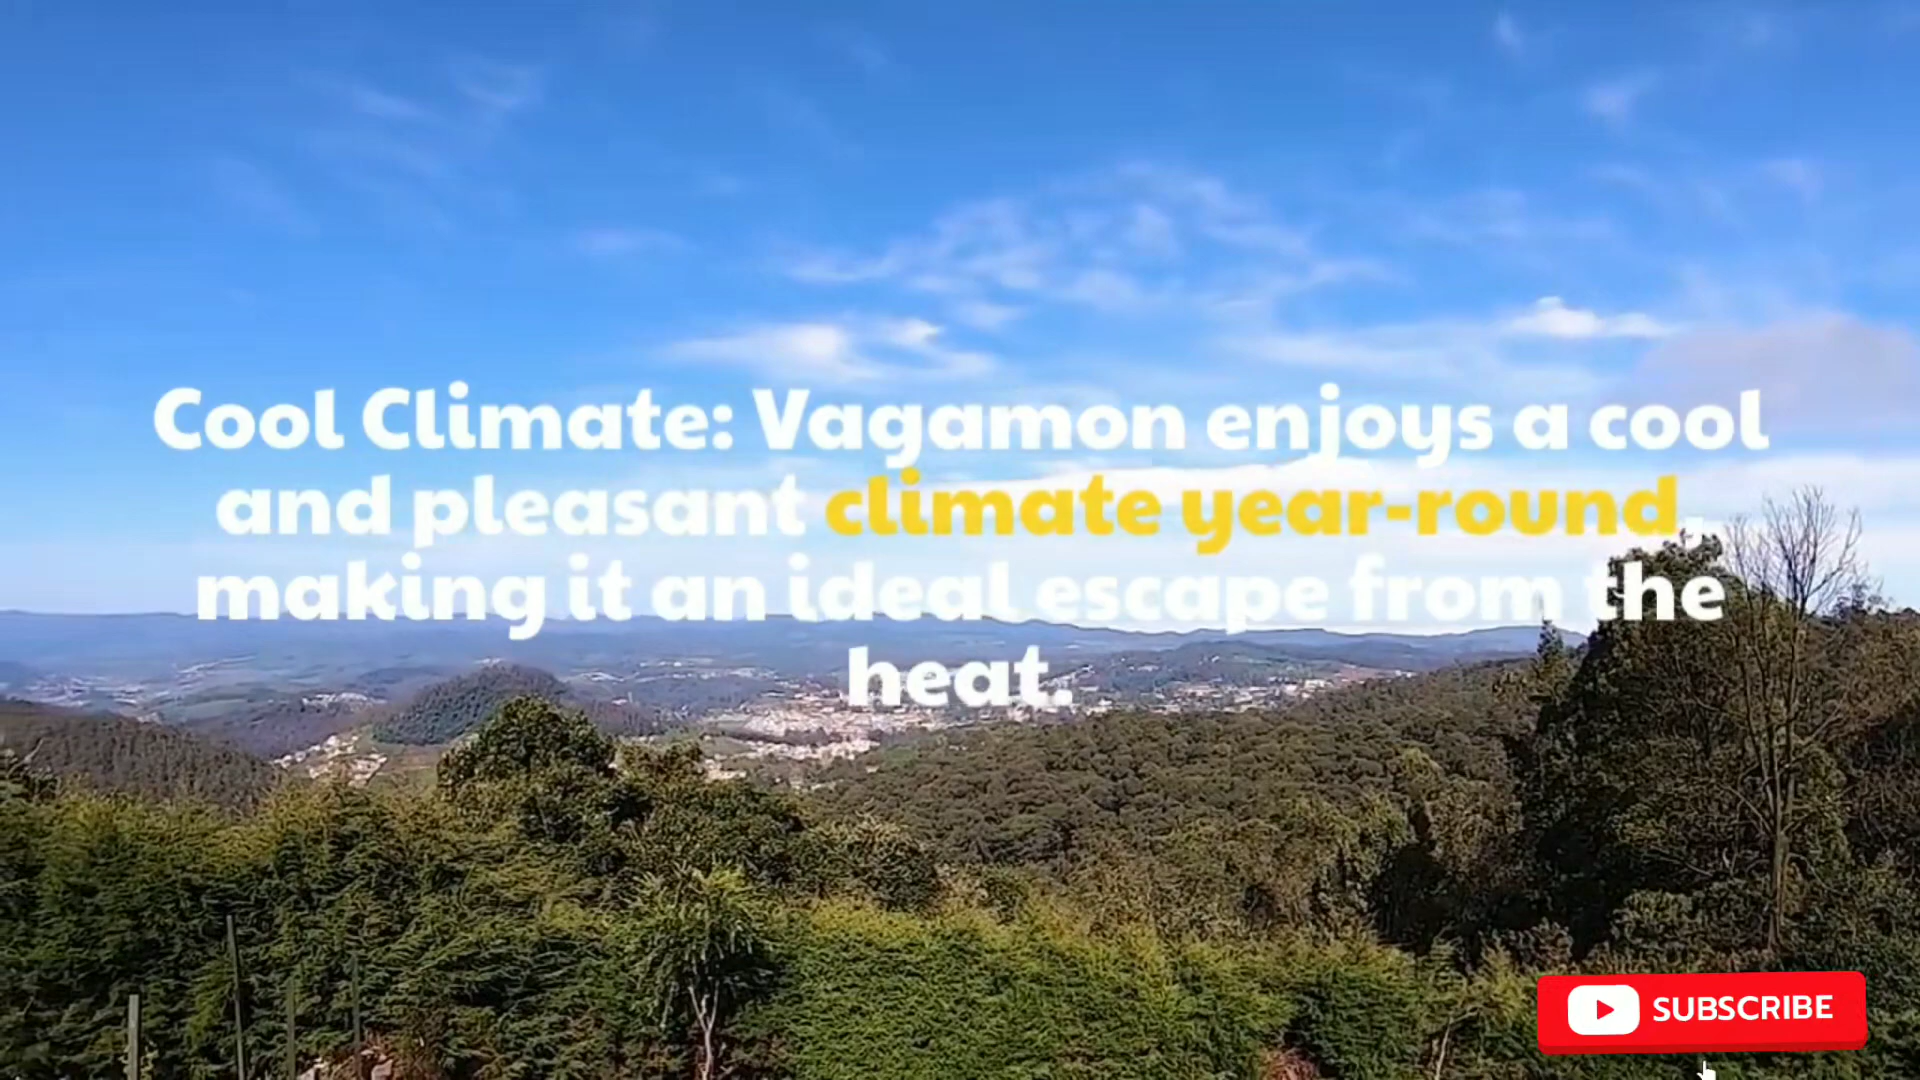 Cool Climate: Vagamon enjoys a cool
and pleasant climate year-round,
making it an ideal escape from the
heat.
SUBSCRIBE